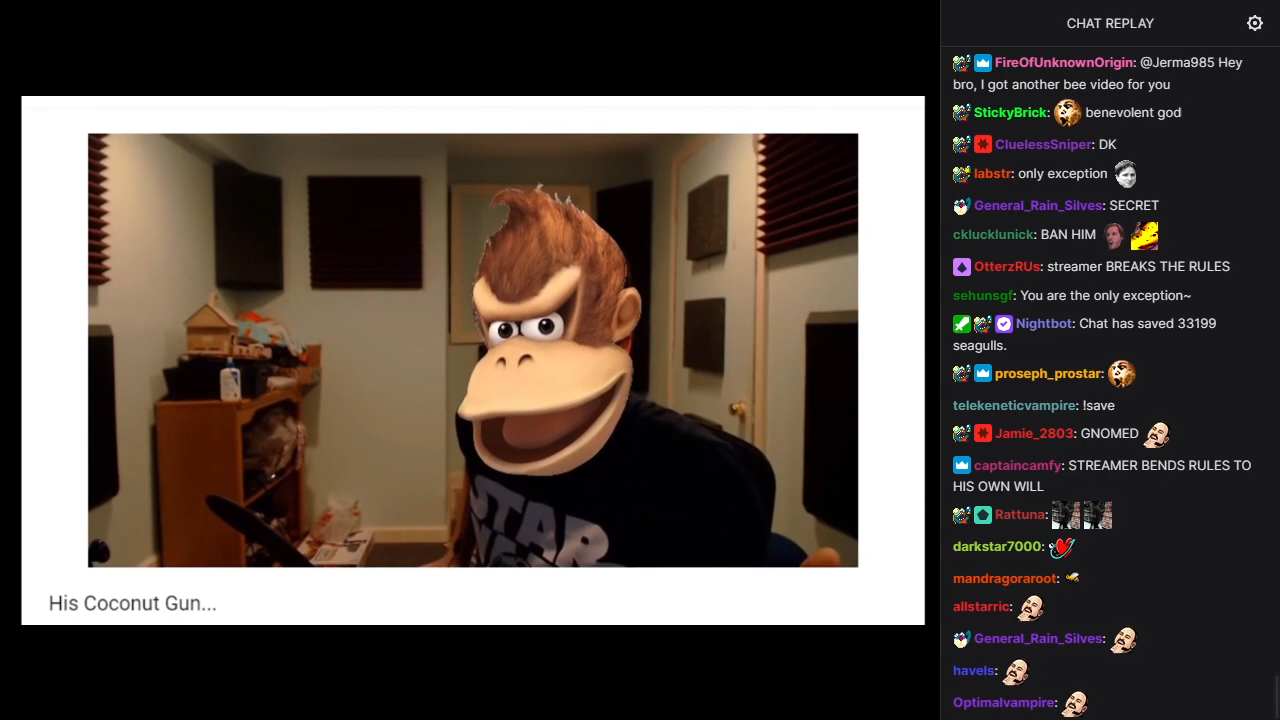 CHAT REPLAY
FireOfUnknownOrigin: @Jerma985 Hey
bro, I got another bee video for you
StickyBrick: benevolent god
CluelessSniper: DK
labstr: only exception
General_Rain_Silves: SECRET
cklucklunick: BAN HIM
OtterzRUs: streamer BREAKS THE RULES
sehunsgf: You are the only exception~
Nightbot: Chat has saved 33199
seagulls.
proseph_prostar:
telekeneticvampire: !save
Jamie_2803: GNOMED
captaincamfy: STREAMER BENDS RULES TO
HIS OWN WILL
Rattuna:
darkstar7000:
mandragoraroot:
allstarric:
General_Rain_Silves:
havels:
Optimalvampire:
STAR
His Coconut Gun...